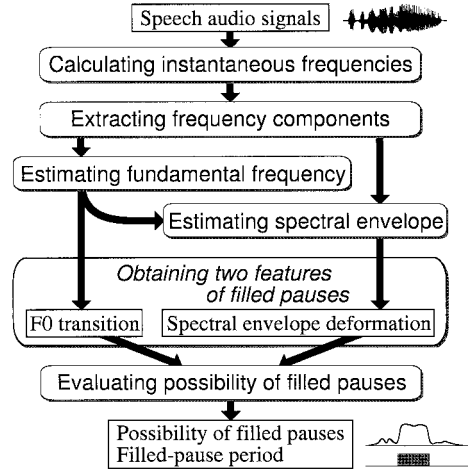 Speech audio signals
Calculating instantaneous frequencies
Extracting frequency components
Estimating fundamental frequency
Estimating spectral envelope
Obtaining two features
of filled pauses
F0 transition
Spectral envelope deformation
Evaluating possibility of filled pauses
Possibility of filled pauses
Filled-pause period